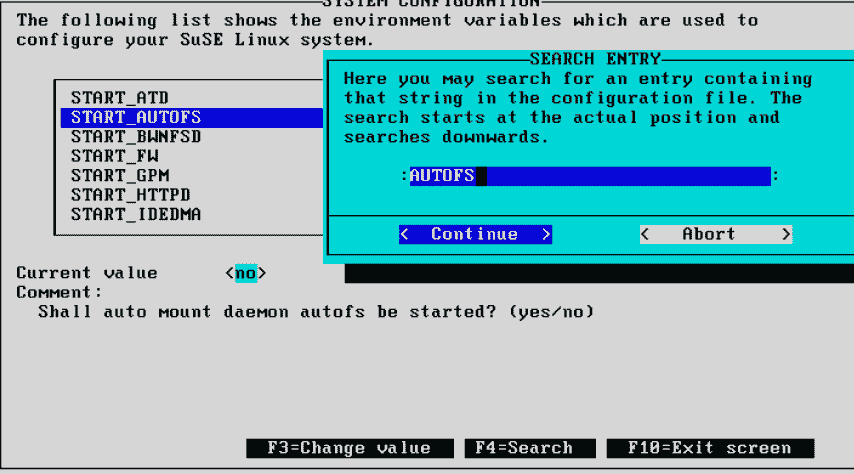 SYSTEM CONFIGURATION
The following list shows the environment variables which are used to
configure your SuSE Linux system.
SEARCH ENTRY
Here you may search for an entry containing
that string in the configuration file. The
search starts at the actual position and
searches downwards.
:AUTOFS :
< Continue > < Abort >
START_ATD
START_AUTOFS
START_BWNFSD
START_FW
START_GPM
START_HTTPD
START_IDEDMA
Current value <no>
Comment:
Shall auto mount daemon autofs be started? (yes/no)
F3=Change value F4=Search F10=Exit screen